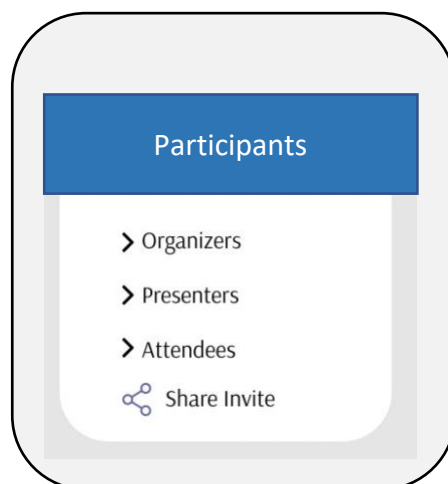 Participants
Organizers
Presenters
Attendees
Share Invite